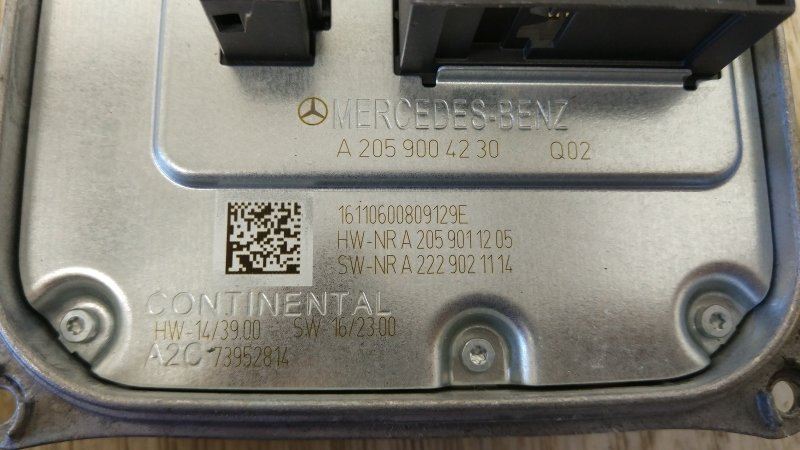 MERCEDES-BENZ
A 205 900 42 30 Q02
16110600809129E
HW-NR A 205 901 12 05
SW-NR A 222 902 11 14
CONTINENTAL
HW-14/39.00 SW 16/23.00
A2C 73952814